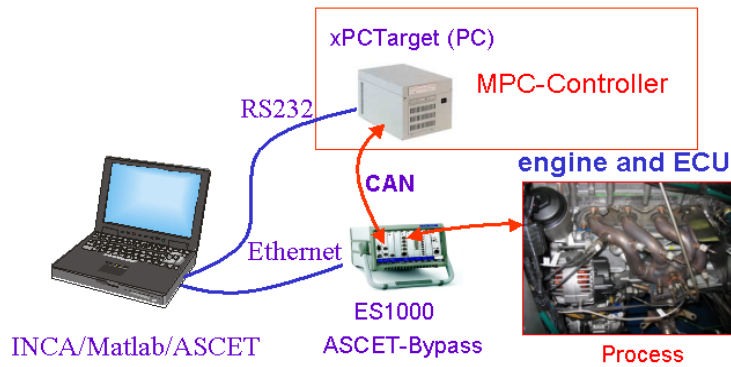 xPCTarget (PC)
MPC-Controller
RS232
engine and ECU
CAN
Ethernet
ES1000
INCA/Matlab/ASCET
ASCET-Bypass
Process